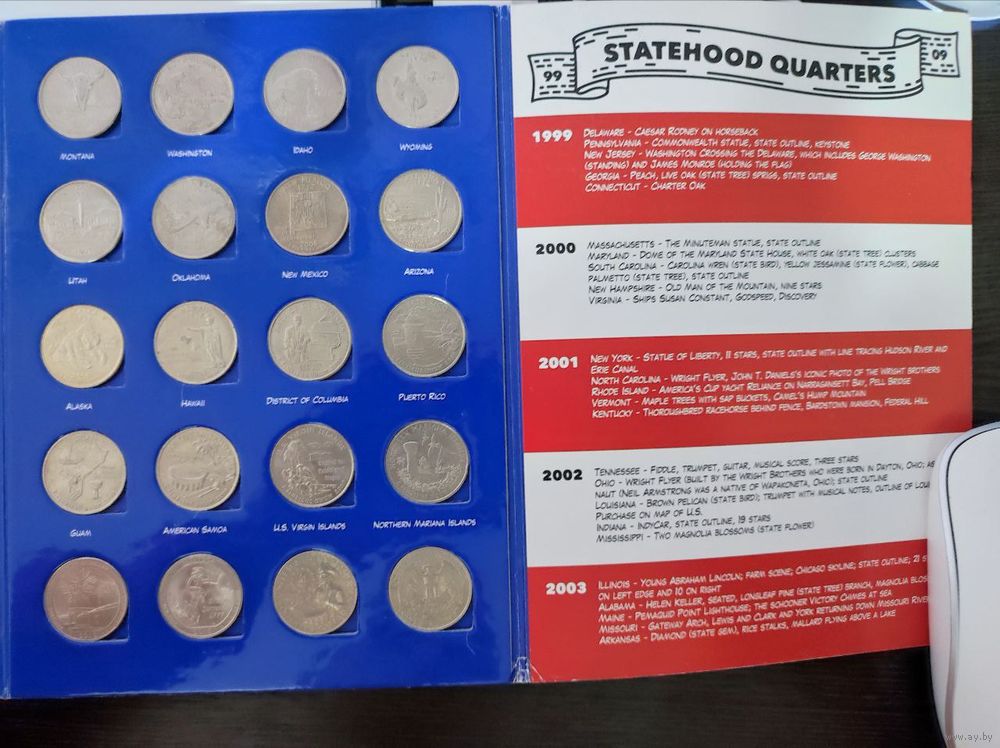 MONTANA
WASHINGTON
IDAHO
WYOMING
UTAH
OKLAHOMA
NEW MEXICO
ARIZONA
ALASKA
HAWAII
DISTRICT OF COLUMBIA
PUERTO RICO
GUAM
AMERICAN SAMOA
U.S. VIRGIN ISLANDS
NORTHERN MARIANA ISLANDS
99 STATEHOOD QUARTERS 09
1999 DELAWARE - CAESAR RODNEY ON HORSEBACK
PENNSYLVANIA - COMMONWEALTH STATUE, STATE OUTLINE, KEYSTONE
NEW JERSEY - WASHINGTON CROSSING THE DELAWARE, WHICH INCLUDES GEORGE WASHINGTON
(STANDING) AND JAMES MONROE (HOLDING THE FLAG)
GEORGIA - PEACH, LIVE OAK (STATE TREE) SPRIGS, STATE OUTLINE
CONNECTICUT - CHARTER OAK
2000 MASSACHUSETTS - THE MINUTEMAN STATUE, STATE OUTLINE
MARYLAND - DOME OF THE MARYLAND STATE HOUSE, WHITE OAK (STATE TREE) CLUSTERS
SOUTH CAROLINA - CAROLINA WREN (STATE BIRD), YELLOW JESSAMINE (STATE FLOWER), CABBAGE
PALMETTO (STATE TREE), STATE OUTLINE
NEW HAMPSHIRE - OLD MAN OF THE MOUNTAIN, NINE STARS
VIRGINIA - SHIPS SUSAN CONSTANT, GODSPEED, DISCOVERY
2001 NEW YORK - STATUE OF LIBERTY, 11 STARS, STATE OUTLINE WITH LINE TRACING HUDSON RIVER AND
ERIE CANAL
NORTH CAROLINA - WRIGHT FLYER, JOHN T. DANIELS'S ICONIC PHOTO OF THE WRIGHT BROTHERS
RHODE ISLAND - AMERICA'S CUP YACHT RELIANCE ON NARRAGANSETT BAY, PELL BRIDGE
VERMONT - MAPLE TREES WITH SAP BUCKETS, CAMEL'S HUMP MOUNTAIN
KENTUCKY - THOROUGHBRED RACEHORSE BEHIND FENCE, BARDSTOWN MANSION, FEDERAL HILL
2002 TENNESSEE - FIDDLE, TRUMPET, GUITAR, MUSICAL SCORE, THREE STARS
OHIO - WRIGHT FLYER (BUILT BY THE WRIGHT BROTHERS WHO WERE BORN IN DAYTON, OHIO; AS
NAUT (NEIL ARMSTRONG WAS A NATIVE OF WAPAKONETA, OHIO); STATE OUTLINE
LOUISIANA - BROWN PELICAN (STATE BIRD); TRUMPET WITH MUSICAL NOTES, OUTLINE OF LOUI
PURCHASE ON MAP OF U.S.
INDIANA - INDYCAR, STATE OUTLINE, 19 STARS
MISSISSIPPI - TWO MAGNOLIA BLOSSOMS (STATE FLOWER)
2003 ILLINOIS - YOUNG ABRAHAM LINCOLN; FARM SCENE; CHICAGO SKYLINE; STATE OUTLINE; 21 S
ON LEFT EDGE AND 10 ON RIGHT
ALABAMA - HELEN KELLER, SEATED, LONGLEAF PINE (STATE TREE) BRANCH, MAGNOLIA BLOS
MAINE - PEMAQUID POINT LIGHTHOUSE; THE SCHOONER VICTORY CHIMES AT SEA
MISSOURI - GATEWAY ARCH, LEWIS AND CLARK AND YORK RETURNING DOWN MISSOURI RIVER
ARKANSAS - DIAMOND (STATE GEM), RICE STALKS, MALLARD FLYING ABOVE A LAKE
www.ay.by